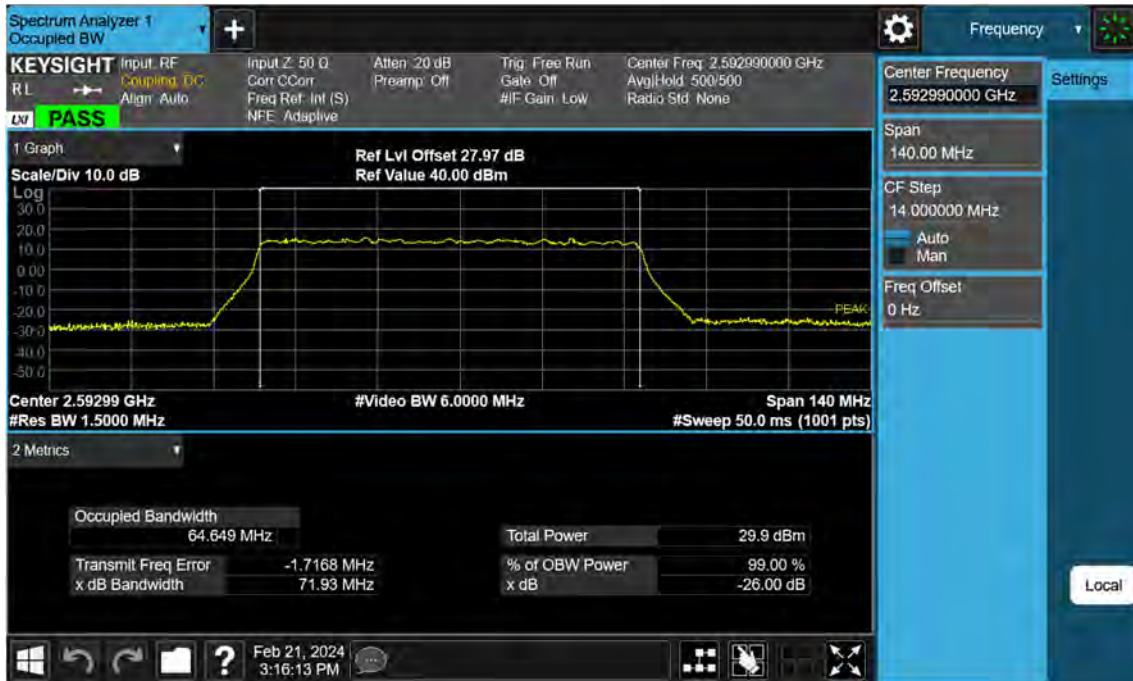 Spectrum Analyzer 1
Occupied BW
+
Frequency
KEYSIGHT
RL
LXI PASS
Input: RF
Coupling: DC
Align: Auto
Input Z: 50 Ω
Corr CCorr
Freq Ref: Int (S)
NFE: Adaptive
Atten: 20 dB
Preamp: Off
Trig: Free Run
Gate: Off
#IF Gain: Low
Center Freq: 2.592990000 GHz
Avg|Hold: 500/500
Radio Std: None
1 Graph
Scale/Div 10.0 dB
Ref Lvl Offset 27.97 dB
Ref Value 40.00 dBm
Log
30.0
20.0
10.0
0.00
-10.0
-20.0
-30.0
-40.0
-50.0
PEAK
Center 2.59299 GHz
#Video BW 6.0000 MHz
Span 140 MHz
#Res BW 1.5000 MHz
#Sweep 50.0 ms (1001 pts)
2 Metrics
Occupied Bandwidth
64.649 MHz
Total Power 29.9 dBm
Transmit Freq Error -1.7168 MHz
% of OBW Power 99.00 %
x dB Bandwidth 71.93 MHz
x dB -26.00 dB
Center Frequency
2.592990000 GHz
Settings
Span
140.00 MHz
CF Step
14.000000 MHz
Auto
Man
Freq Offset
0 Hz
Local
?
Feb 21, 2024
3:16:13 PM